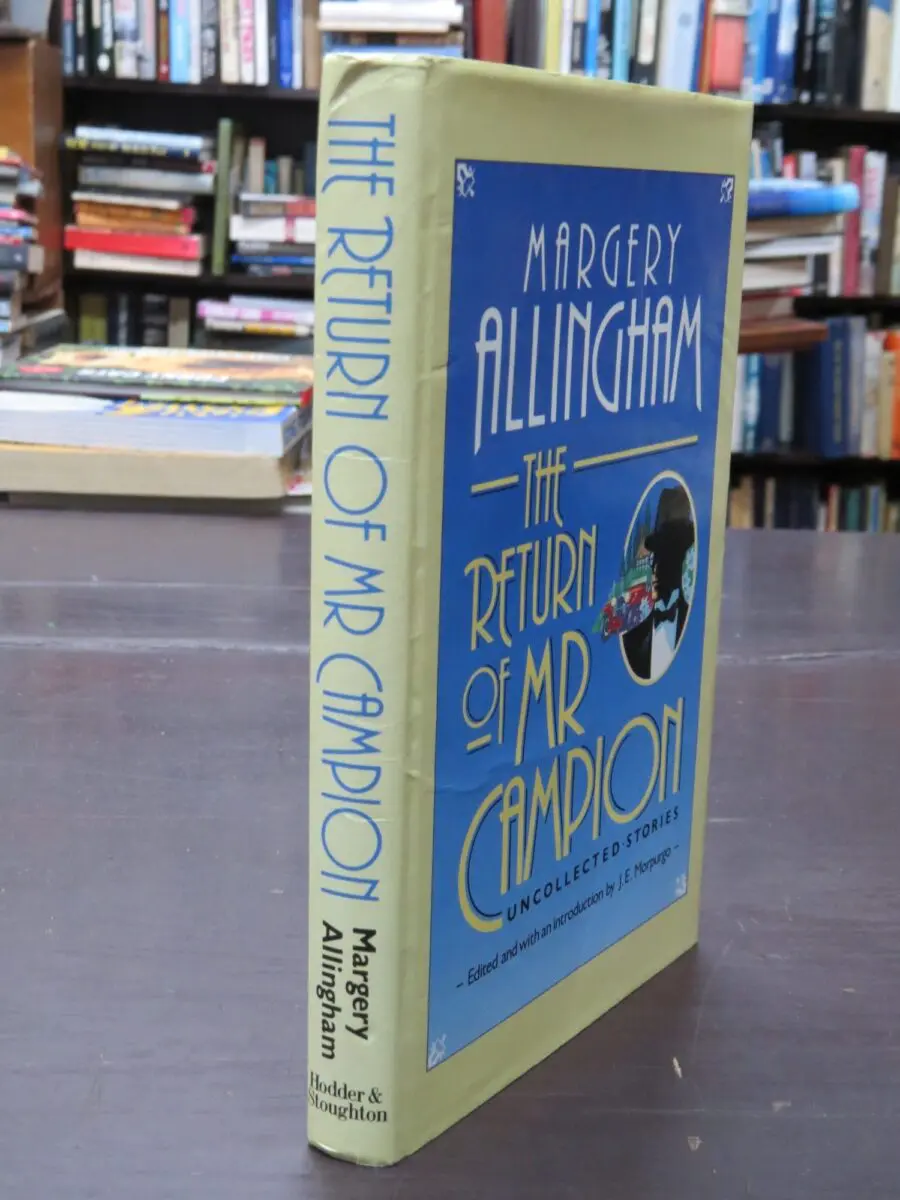 THE RETURN OF MR CAMPION
Margery
Allingham
Hodder &
Stoughton
MARGERY
ALLINGHAM
THE
RETURN
OF MR
CAMPION
UNCOLLECTED·STORIES
– Edited and with an introduction by J.E. Morpurgo –